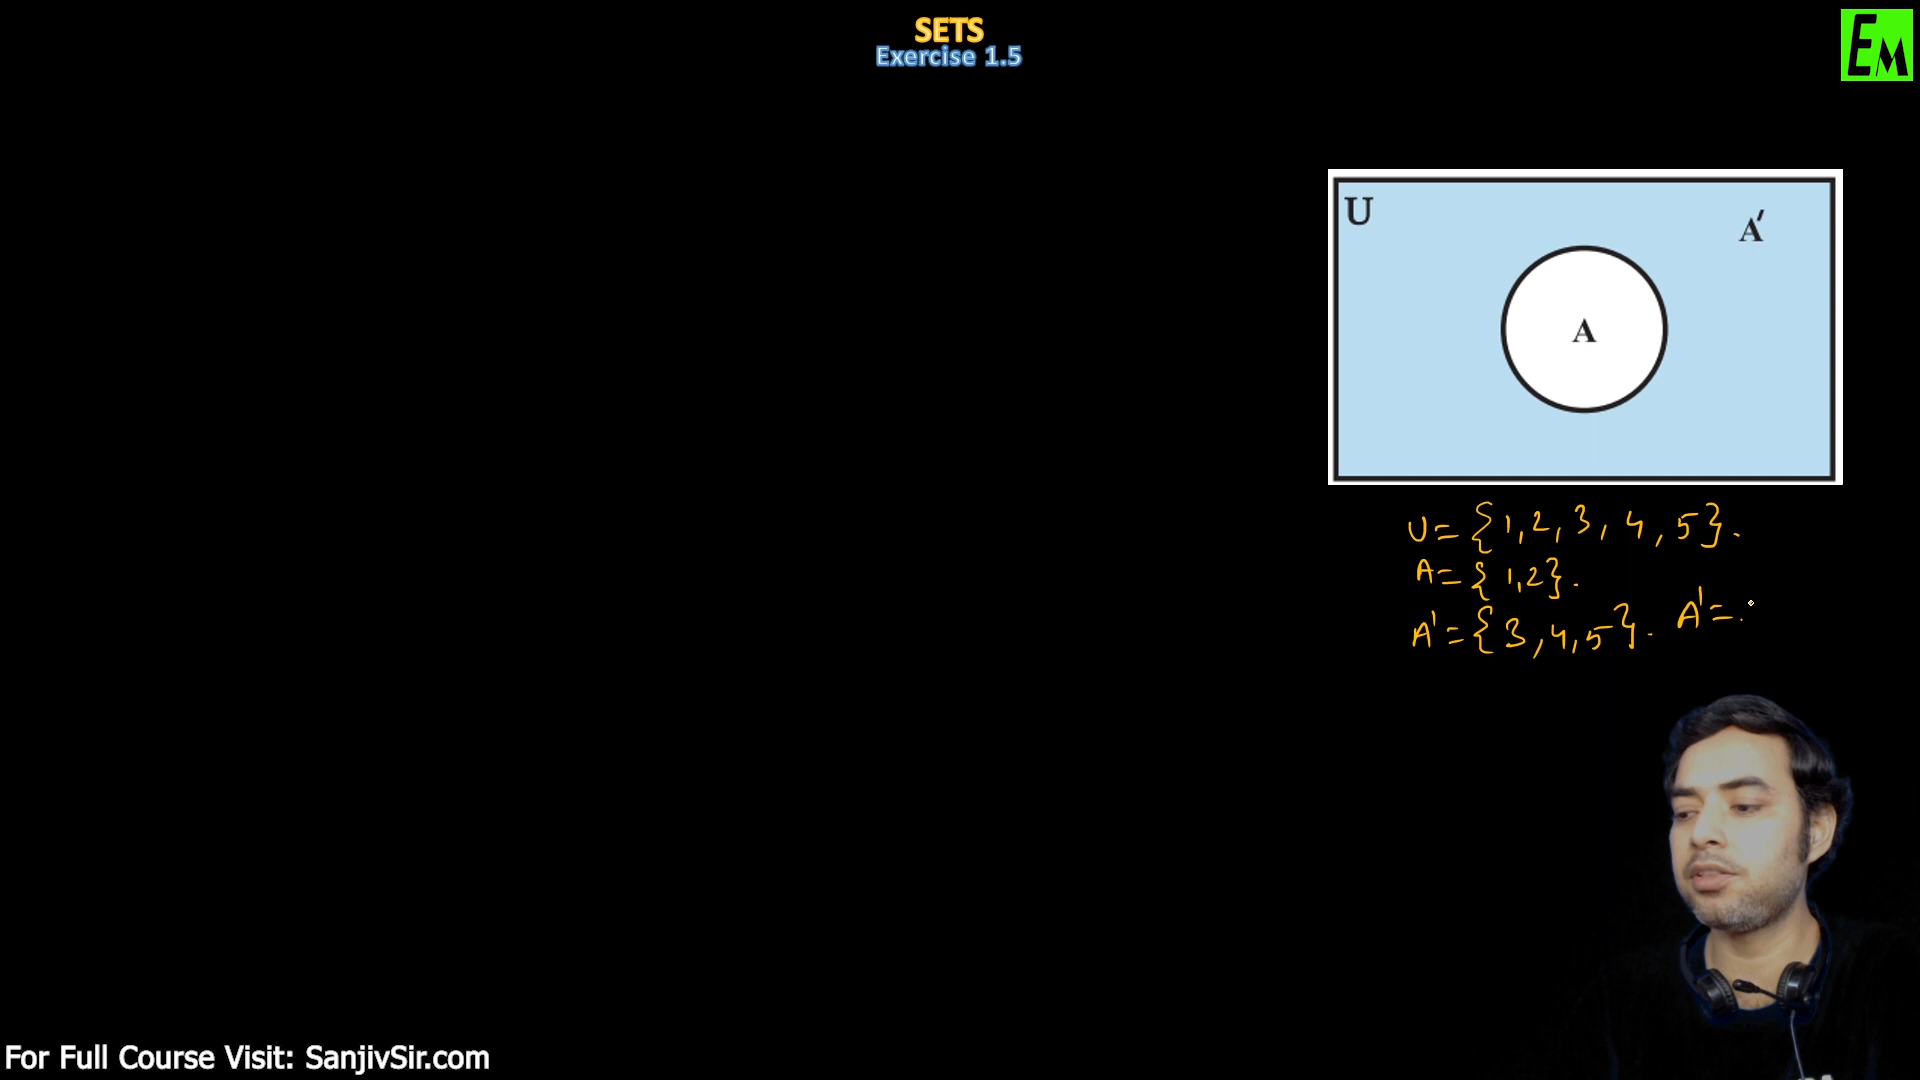 SETS
Exercise 1.5
EM
U
A′
A
U = {1, 2, 3, 4, 5}.
A = {1, 2}.
A' = {3, 4, 5}. A' =
For Full Course Visit: SanjivSir.com